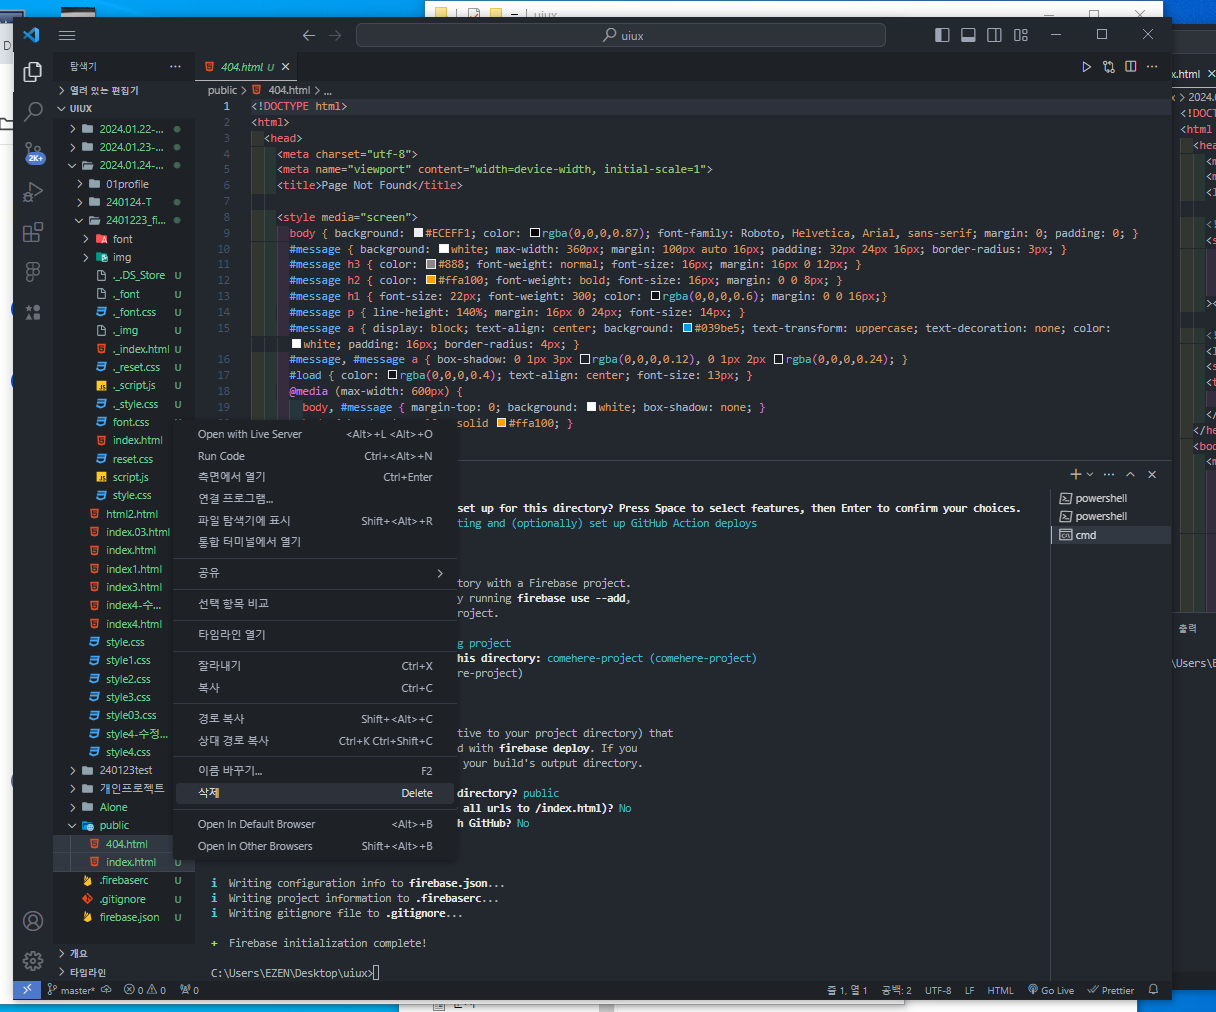 uiux
uiux
탐색기
404.html U
public > 404.html > ...
열려 있는 편집기
UIUX
2024.01.22-...
2024.01.23-...
2024.01.24-...
01profile
240124-T
2401223_fi...
font
img
._.DS_Store U
._font U
._font.css U
._img U
._index.html U
._reset.css U
._script.js U
._style.css U
font.css
index.html
reset.css
script.js
style.css
html2.html
index.03.html
index.html
index1.html
index3.html
index4-수...
index4.html
style.css
style1.css
style2.css
style3.css
style03.css
style4-수정...
style4.css
240123test
개인프로젝트
Alone
public
404.html
index.html U
.firebaserc U
.gitignore U
firebase.json U
개요
타임라인
2K+
1 <!DOCTYPE html>
2 <html>
3 <head>
4 <meta charset="utf-8">
5 <meta name="viewport" content="width=device-width, initial-scale=1">
6 <title>Page Not Found</title>
7
8 <style media="screen">
9 body { background: #ECEFF1; color: rgba(0,0,0,0.87); font-family: Roboto, Helvetica, Arial, sans-serif; margin: 0; padding: 0; }
10 #message { background: white; max-width: 360px; margin: 100px auto 16px; padding: 32px 24px 16px; border-radius: 3px; }
11 #message h3 { color: #888; font-weight: normal; font-size: 16px; margin: 16px 0 12px; }
12 #message h2 { color: #ffa100; font-weight: bold; font-size: 16px; margin: 0 0 8px; }
13 #message h1 { font-size: 22px; font-weight: 300; color: rgba(0,0,0,0.6); margin: 0 0 16px;}
14 #message p { line-height: 140%; margin: 16px 0 24px; font-size: 14px; }
15 #message a { display: block; text-align: center; background: #039be5; text-transform: uppercase; text-decoration: none; color:
white; padding: 16px; border-radius: 4px; }
16 #message, #message a { box-shadow: 0 1px 3px rgba(0,0,0,0.12), 0 1px 2px rgba(0,0,0,0.24); }
17 #load { color: rgba(0,0,0,0.4); text-align: center; font-size: 13px; }
18 @media (max-width: 600px) {
19 body, #message { margin-top: 0; background: white; box-shadow: none; }
solid #ffa100; }
Open with Live Server <Alt>+L <Alt>+O
Run Code Ctrl+<Alt>+N
측면에서 열기 Ctrl+Enter
연결 프로그램...
파일 탐색기에 표시 Shift+<Alt>+R
통합 터미널에서 열기
공유
선택 항목 비교
타임라인 열기
잘라내기 Ctrl+X
복사 Ctrl+C
경로 복사 Shift+<Alt>+C
상대 경로 복사 Ctrl+K Ctrl+Shift+C
이름 바꾸기... F2
삭제 Delete
Open In Default Browser <Alt>+B
Open In Other Browsers Shift+<Alt>+B
set up for this directory? Press Space to select features, then Enter to confirm your choices.
ting and (optionally) set up GitHub Action deploys
tory with a Firebase project.
y running firebase use --add,
roject.
g project
his directory: comehere-project (comehere-project)
re-project)
tive to your project directory) that
d with firebase deploy. If you
your build's output directory.
directory? public
all urls to /index.html)? No
h GitHub? No
i Writing configuration info to firebase.json...
i Writing project information to .firebaserc...
i Writing gitignore file to .gitignore...
+ Firebase initialization complete!
C:\Users\EZEN\Desktop\uiux>
powershell
powershell
cmd
master* 0 0 0
줄 1, 열 1 공백: 2 UTF-8 LF HTML Go Live Prettier
.html
> 2024.0
<!DOCT
<html
<hea
<m
<m
<l
<!
<s
><
<!
<l
<s
<t
</
</he
<body
<m
출력
\Users\E